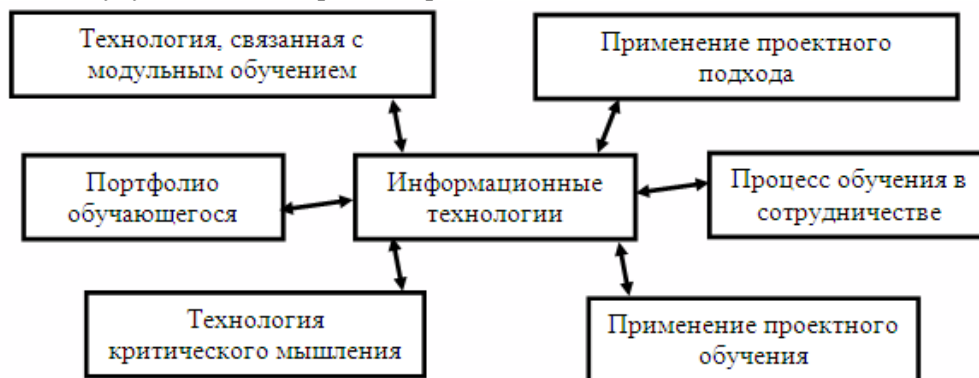 Технология, связанная с
модульным обучением
Применение проектного
подхода
Портфолио
обучающегося
Информационные
технологии
Процесс обучения в
сотрудничестве
Технология
критического мышления
Применение проектного
обучения